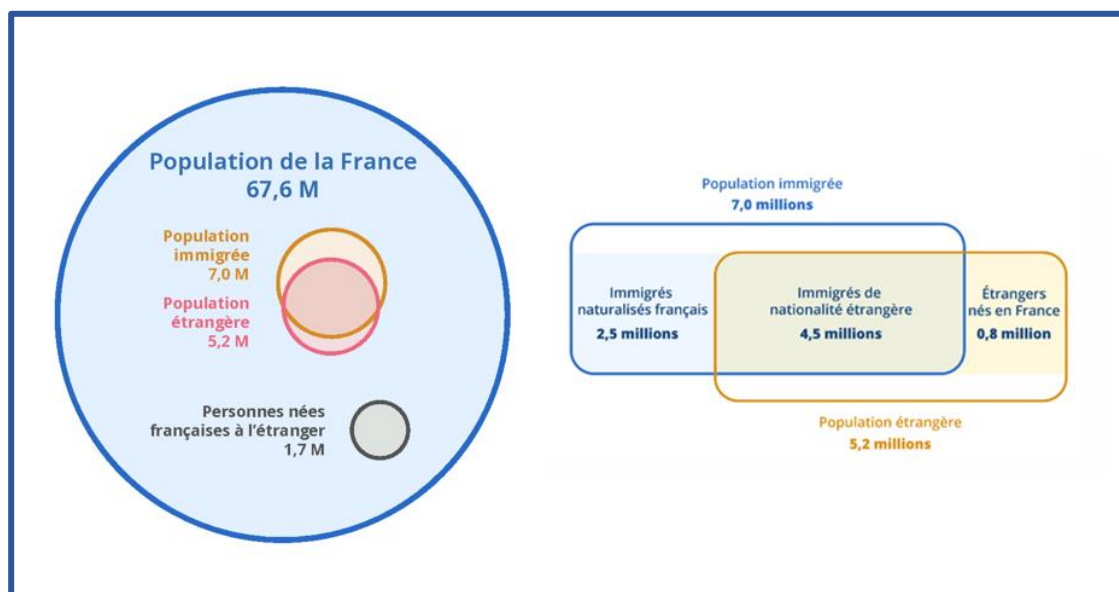 Population de la France
67,6 M
Population
immigrée
7,0 M
Population
étrangère
5,2 M
Personnes nées
françaises à l'étranger
1,7 M
Population immigrée
7,0 millions
Immigrés
naturalisés français
2,5 millions
Immigrés de
nationalité étrangère
4,5 millions
Étrangers
nés en France
0,8 million
Population étrangère
5,2 millions